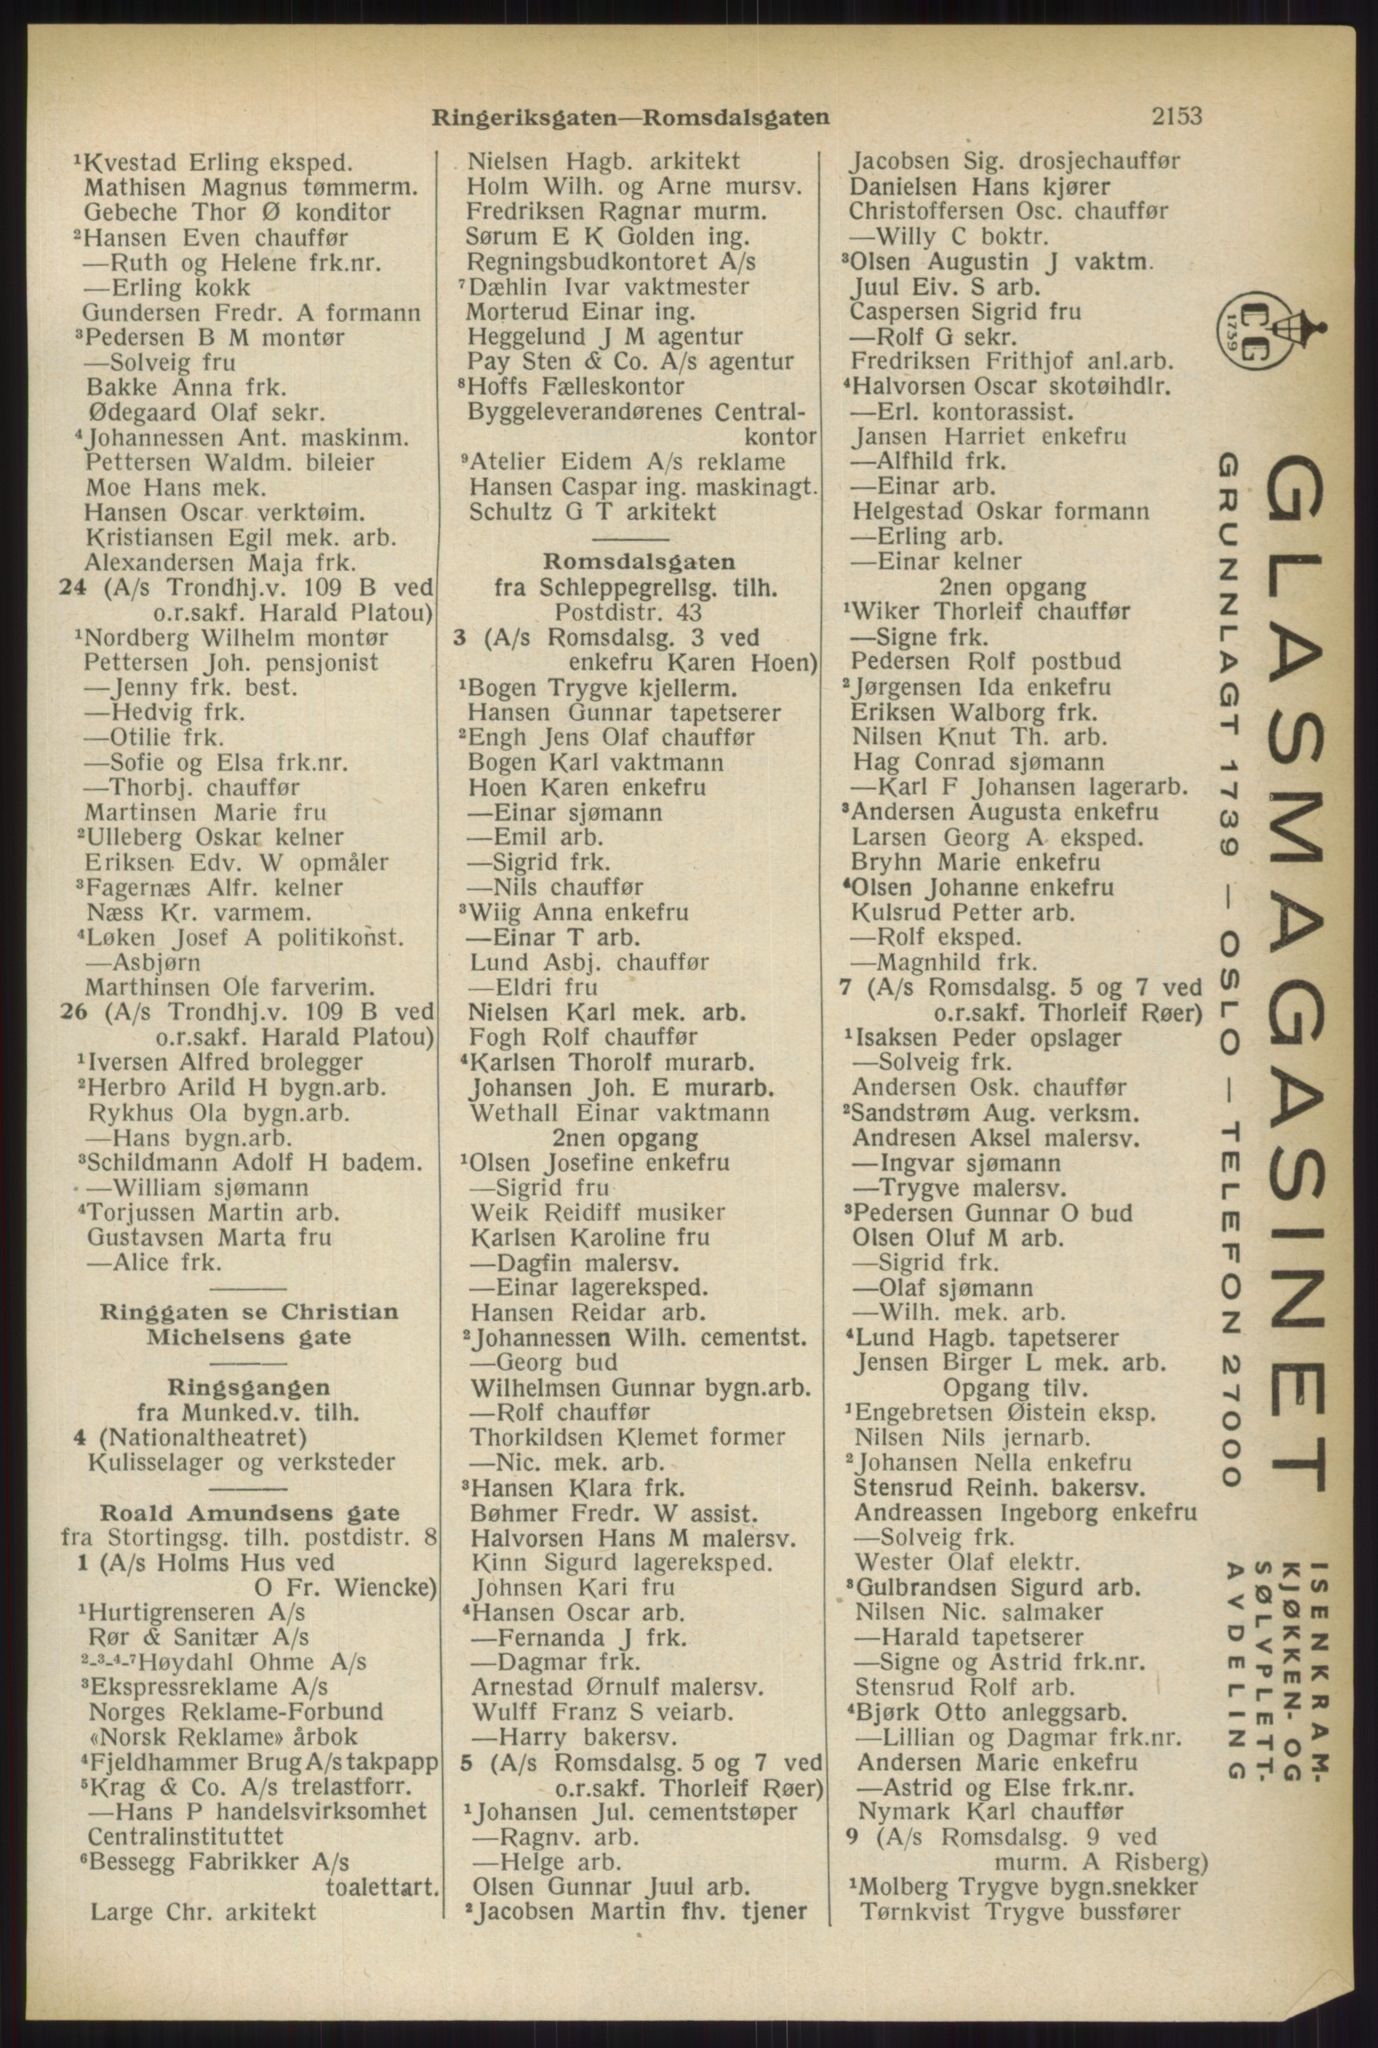 Ringeriksgaten—Romsdalsgaten
2153
¹Kvestad Erling eksped.
Mathisen Magnus tømmerm.
Gebeche Thor Ø konditor
²Hansen Even chauffør
—Ruth og Helene frk.nr.
—Erling kokk
Gundersen Fredr. A formann
³Pedersen B M montør
—Solveig fru
Bakke Anna frk.
Ødegaard Olaf sekr.
⁴Johannessen Ant. maskinm.
Pettersen Waldm. bileier
Moe Hans mek.
Hansen Oscar verktøim.
Kristiansen Egil mek. arb.
Alexandersen Maja frk.
24 (A/s Trondhj.v. 109 B ved
o.r.sakf. Harald Platou)
¹Nordberg Wilhelm montør
Pettersen Joh. pensjonist
—Jenny frk. best.
—Hedvig frk.
—Otilie frk.
—Sofie og Elsa frk.nr.
—Thorbj. chauffør
Martinsen Marie fru
²Ulleberg Oskar kelner
Eriksen Edv. W opmåler
³Fagernæs Alfr. kelner
Næss Kr. varmem.
⁴Løken Josef A politikonst.
—Asbjørn
Marthinsen Ole farverim.
26 (A/s Trondhj.v. 109 B ved
o.r.sakf. Harald Platou)
¹Iversen Alfred brolegger
²Herbro Arild H bygn.arb.
Rykhus Ola bygn.arb.
—Hans bygn.arb.
³Schildmann Adolf H badem.
—William sjømann
⁴Torjussen Martin arb.
Gustavsen Marta fru
—Alice frk.
Ringgaten se Christian
Michelsens gate
Ringsgangen
fra Munked.v. tilh.
4 (Nationaltheatret)
Kulisselager og verksteder
Roald Amundsens gate
fra Stortingsg. tilh. postdistr. 8
1 (A/s Holms Hus ved
O Fr. Wiencke)
¹Hurtigrenseren A/s
Rør & Sanitær A/s
²-³-⁴-⁷Høydahl Ohme A/s
³Ekspressreklame A/s
Norges Reklame-Forbund
«Norsk Reklame» årbok
⁴Fjeldhammer Brug A/s takpapp
⁵Krag & Co. A/s trelastforr.
—Hans P handelsvirksomhet
Centralinstituttet
⁶Bessegg Fabrikker A/s
toalettart.
Large Chr. arkitekt
Nielsen Hagb. arkitekt
Holm Wilh. og Arne mursv.
Fredriksen Ragnar murm.
Sørum E K Golden ing.
Regningsbudkontoret A/s
⁷Dæhlin Ivar vaktmester
Morterud Einar ing.
Heggelund J M agentur
Pay Sten & Co. A/s agentur
⁸Hoffs Fælleskontor
Byggeleverandørenes Central-
kontor
⁹Atelier Eidem A/s reklame
Hansen Caspar ing. maskinagt.
Schultz G T arkitekt
Romsdalsgaten
fra Schleppegrellsg. tilh.
Postdistr. 43
3 (A/s Romsdalsg. 3 ved
enkefru Karen Hoen)
¹Bogen Trygve kjellerm.
Hansen Gunnar tapetserer
²Engh Jens Olaf chauffør
Bogen Karl vaktmann
Hoen Karen enkefru
—Einar sjømann
—Emil arb.
—Sigrid frk.
—Nils chauffør
³Wiig Anna enkefru
—Einar T arb.
Lund Asbj. chauffør
—Eldri fru
Nielsen Karl mek. arb.
Fogh Rolf chauffør
⁴Karlsen Thorolf murarb.
Johansen Joh. E murarb.
Wethall Einar vaktmann
2nen opgang
¹Olsen Josefine enkefru
—Sigrid fru
Weik Reidiff musiker
Karlsen Karoline fru
—Dagfin malersv.
—Einar lagereksped.
Hansen Reidar arb.
²Johannessen Wilh. cementst.
—Georg bud
Wilhelmsen Gunnar bygn.arb.
—Rolf chauffør
Thorkildsen Klemet former
—Nic. mek. arb.
³Hansen Klara frk.
Bøhmer Fredr. W assist.
Halvorsen Hans M malersv.
Kinn Sigurd lagereksped.
Johnsen Kari fru
⁴Hansen Oscar arb.
—Fernanda J frk.
—Dagmar frk.
Arnestad Ørnulf malersv.
Wulff Franz S veiarb.
—Harry bakersv.
5 (A/s Romsdalsg. 5 og 7 ved
o.r.sakf. Thorleif Røer)
¹Johansen Jul. cementstøper
—Ragnv. arb.
—Helge arb.
Olsen Gunnar Juul arb.
²Jacobsen Martin fhv. tjener
Jacobsen Sig. drosjechauffør
Danielsen Hans kjører
Christoffersen Osc. chauffør
—Willy C boktr.
³Olsen Augustin J vaktm.
Juul Eiv. S arb.
Caspersen Sigrid fru
—Rolf G sekr.
Fredriksen Frithjof anl.arb.
⁴Halvorsen Oscar skotøihdlr.
—Erl. kontorassist.
Jansen Harriet enkefru
—Alfhild frk.
—Einar arb.
Helgestad Oskar formann
—Erling arb.
—Einar kelner
2nen opgang
¹Wiker Thorleif chauffør
—Signe frk.
Pedersen Rolf postbud
²Jørgensen Ida enkefru
Eriksen Walborg frk.
Nilsen Knut Th. arb.
Hag Conrad sjømann
—Karl F Johansen lagerarb.
³Andersen Augusta enkefru
Larsen Georg A eksped.
Bryhn Marie enkefru
⁴Olsen Johanne enkefru
Kulsrud Petter arb.
—Rolf eksped.
—Magnhild frk.
7 (A/s Romsdalsg. 5 og 7 ved
o.r.sakf. Thorleif Røer)
¹Isaksen Peder opslager
—Solveig frk.
Andersen Osk. chauffør
²Sandstrøm Aug. verksm.
Andresen Aksel malersv.
—Ingvar sjømann
—Trygve malersv.
³Pedersen Gunnar O bud
Olsen Oluf M arb.
—Sigrid frk.
—Olaf sjømann
—Wilh. mek. arb.
⁴Lund Hagb. tapetserer
Jensen Birger L mek. arb.
Opgang tilv.
¹Engebretsen Øistein eksp.
Nilsen Nils jernarb.
²Johansen Nella enkefru
Stensrud Reinh. bakersv.
Andreassen Ingeborg enkefru
—Solveig frk.
Wester Olaf elektr.
³Gulbrandsen Sigurd arb.
Nilsen Nic. salmaker
—Harald tapetserer
—Signe og Astrid frk.nr.
Stensrud Rolf arb.
⁴Bjørk Otto anleggsarb.
—Lillian og Dagmar frk.nr.
Andersen Marie enkefru
—Astrid og Else frk.nr.
Nymark Karl chauffør
9 (A/s Romsdalsg. 9 ved
murm. A Risberg)
¹Molberg Trygve bygn.snekker
Tørnkvist Trygve bussfører
CG
1739
GLASMAGASINET
GRUNNLAGT 1739 — OSLO — TELEFON 27000
ISENKRAM-
KJØKKEN- OG
SØLVPLETT-
AVDELING